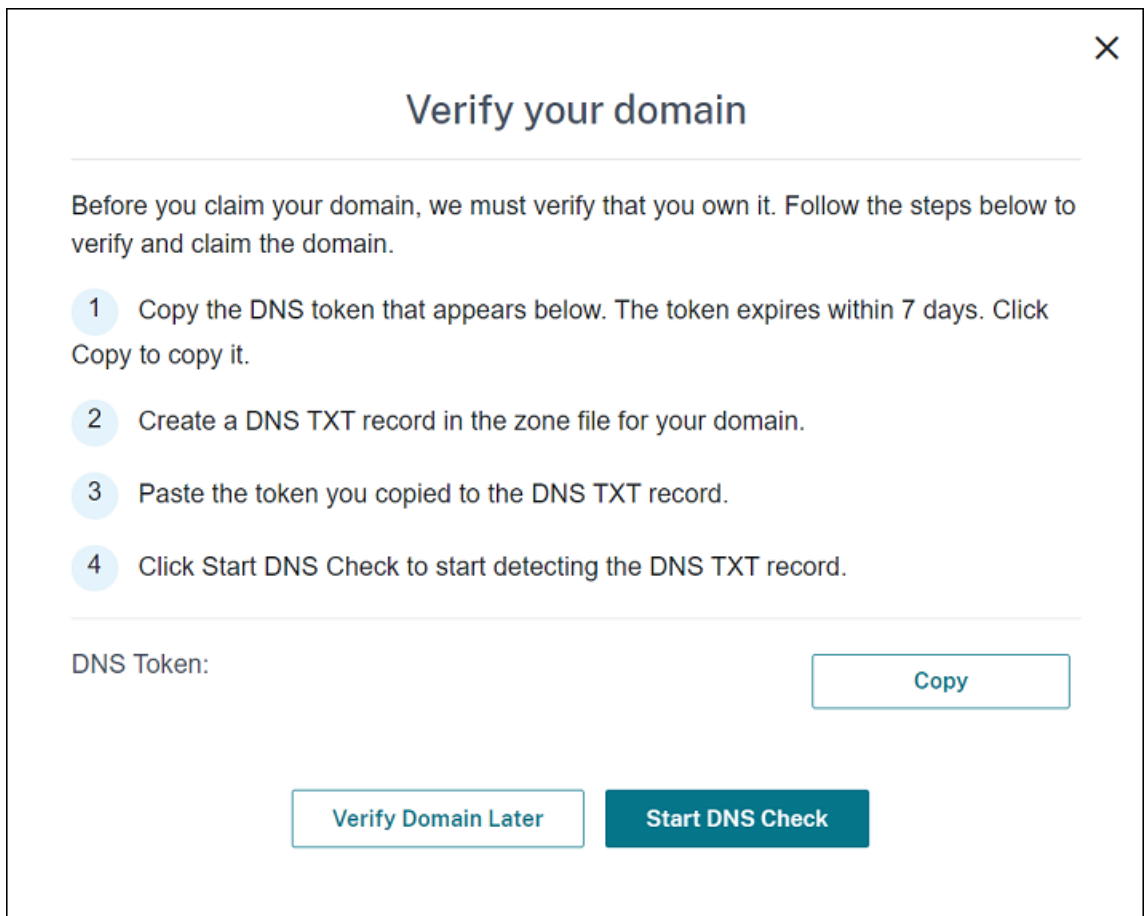 Verify your domain
Before you claim your domain, we must verify that you own it. Follow the steps below to
verify and claim the domain.
1 Copy the DNS token that appears below. The token expires within 7 days. Click
Copy to copy it.
2 Create a DNS TXT record in the zone file for your domain.
3 Paste the token you copied to the DNS TXT record.
4 Click Start DNS Check to start detecting the DNS TXT record.
DNS Token:
Copy
Verify Domain Later
Start DNS Check